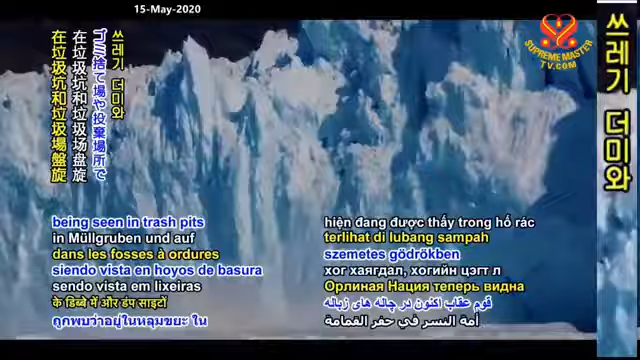 15-May-2020
SUPREME MASTER
TV.COM
쓰레기 더미와
ゴミ捨て場や投棄場所で
在垃圾坑和垃圾场盘旋
在垃圾坑和垃圾場盤旋
쓰레기 더미와
being seen in trash pits
in Müllgruben und auf
dans les fosses à ordures
siendo vista en hoyos de basura
sendo vista em lixeiras
के डिब्बे में और डंप साइटों
ถูกพบว่าอยู่ในหลุมขยะ ใน
hiện đang được thấy trong hố rác
terlihat di lubang sampah
szemetes gödrökben
хог хаягдал, хогийн цэгт л
Орлиная Нация теперь видна
قوم عقاب اکنون در چاله های زباله
أمة النسر في حفر القمامة